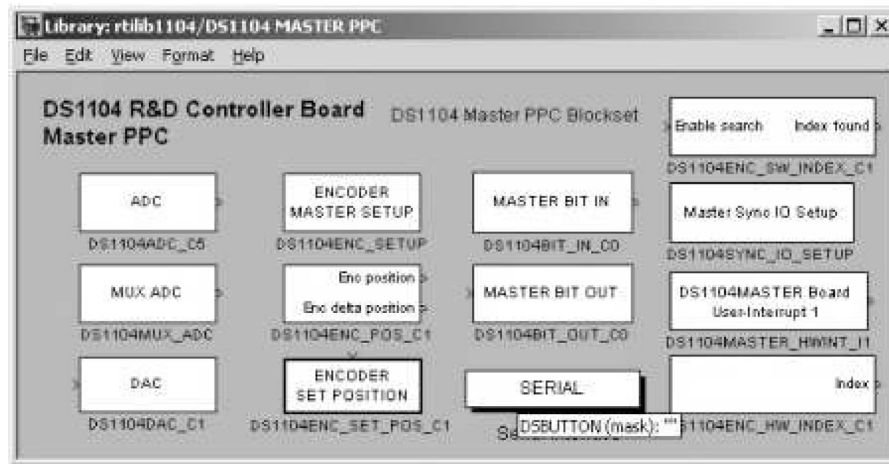 Library: rtilib1104/DS1104 MASTER PPC
File Edit View Format Help
DS1104 R&D Controller Board
Master PPC
DS1104 Master PPC Blockset
Enable search Index found
DS1104ENC_SW_INDEX_C1
ADC
DS1104ADC_C5
ENCODER
MASTER SETUP
DS1104ENC_SETUP
MASTER BIT IN
DS1104BIT_IN_C0
Master Sync IO Setup
DS1104SYNC_IO_SETUP
MUX ADC
DS1104MUX_ADC
Enc position
Enc delta position
DS1104ENC_POS_C1
MASTER BIT OUT
DS1104BIT_OUT_C0
DS1104MASTER Board
User-Interrupt 1
DS1104MASTER_HWINT_I1
DAC
DS1104DAC_C1
ENCODER
SET POSITION
DS1104ENC_SET_POS_C1
SERIAL
DSBUTTON (mask): ""
Index
S1104ENC_HW_INDEX_C1